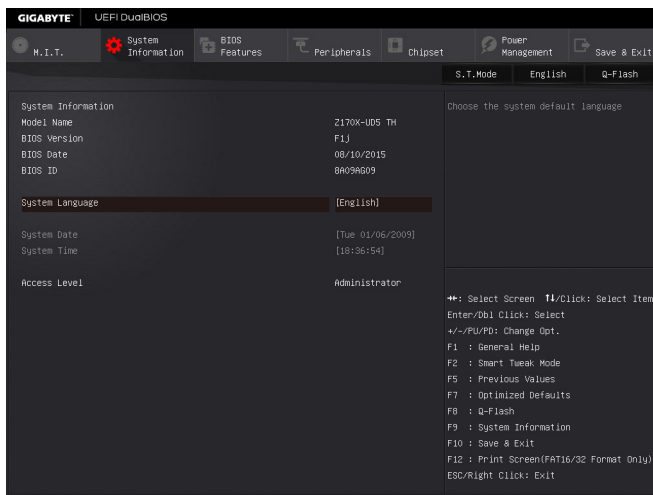 GIGABYTE™ UEFI DualBIOS
M.I.T.
System Information
BIOS Features
Peripherals
Chipset
Power Management
Save & Exit
S.T.Mode English Q-Flash
System Information
Model Name Z170X-UD5 TH
BIOS Version F1j
BIOS Date 08/10/2015
BIOS ID 8A09AG09
System Language [English]
System Date [Tue 01/06/2009]
System Time [18:36:54]
Access Level Administrator
Choose the system default language
→←: Select Screen ↑↓/Click: Select Item
Enter/Dbl Click: Select
+/-/PU/PD: Change Opt.
F1 : General Help
F2 : Smart Tweak Mode
F5 : Previous Values
F7 : Optimized Defaults
F8 : Q-Flash
F9 : System Information
F10 : Save & Exit
F12 : Print Screen(FAT16/32 Format Only)
ESC/Right Click: Exit